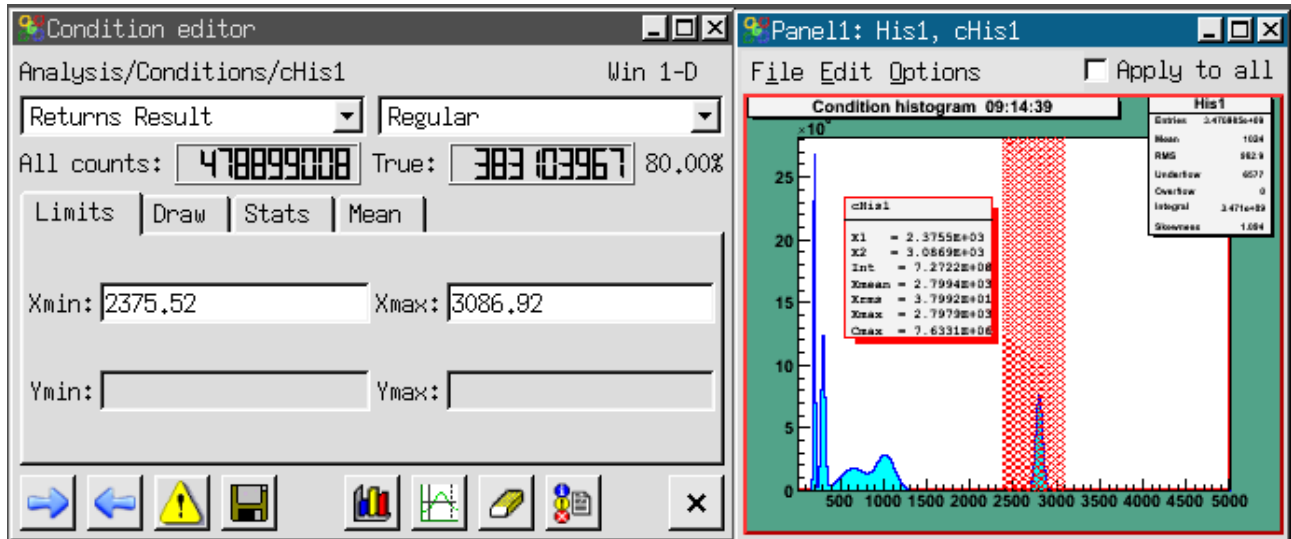 Condition editor
Analysis/Conditions/cHis1 Win 1-D
Returns Result Regular
All counts: 478899008 True: 383103967 80.00%
Limits Draw Stats Mean
Xmin: 2375.52 Xmax: 3086.92
Ymin: Ymax:
Panel1: His1, cHis1
File Edit Options Apply to all
Condition histogram 09:14:39
×10⁶
His1
Entries
Mean 1024
RMS 982.9
Underflow 6577
Overflow 0
Integral 3.471e+09
Skewness 1.094
cHis1
X1 = 2.3755E+03
X2 = 3.0869E+03
Int = 7.2722E+08
Xmean = 2.7994E+03
Xrms = 3.7992E+01
Xmax = 2.7979E+03
Cmax = 7.6331E+06
25
20
15
10
5
0
500 1000 1500 2000 2500 3000 3500 4000 4500 5000